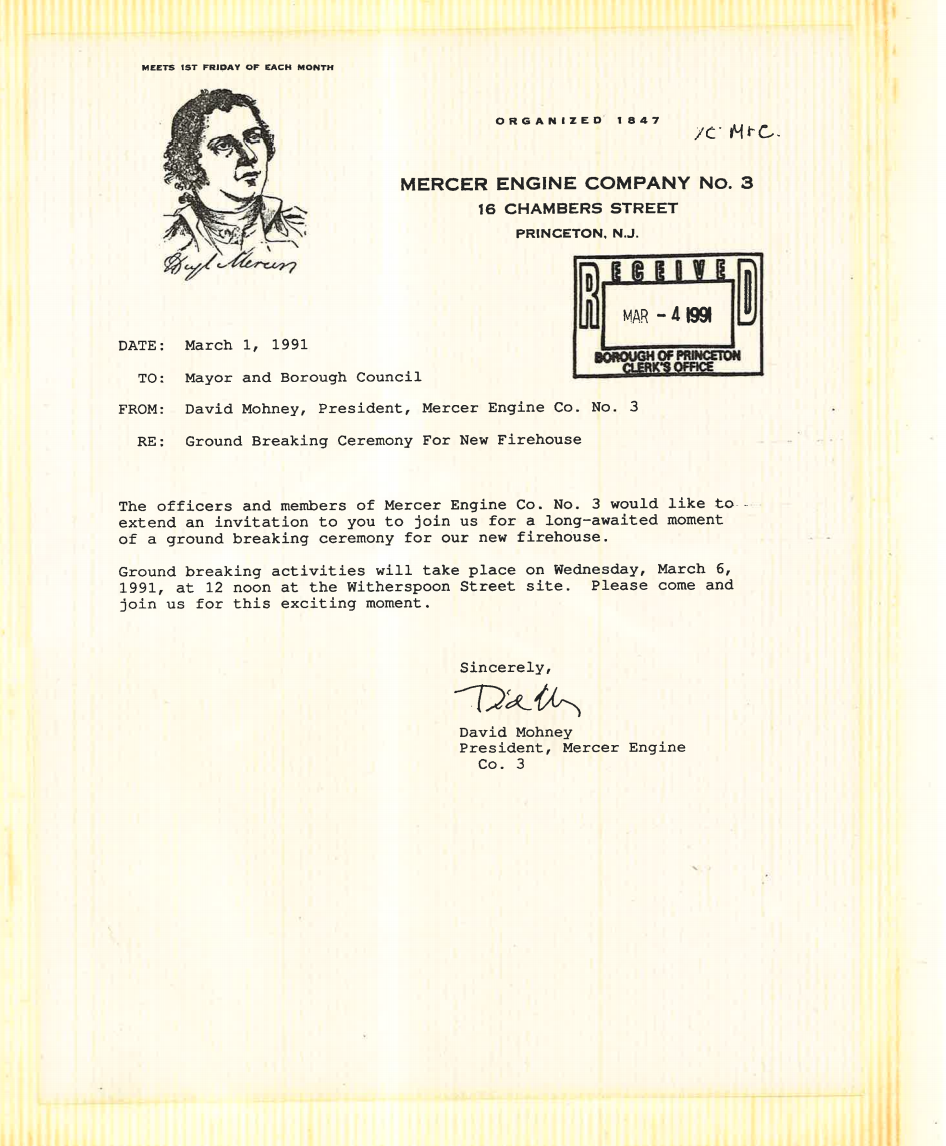 MEETS 1ST FRIDAY OF EACH MONTH
ORGANIZED 1847
MERCER ENGINE COMPANY No. 3
16 CHAMBERS STREET
PRINCETON, N.J.
Hugh Mercer
RECEIVED
MAR - 4 1991
BOROUGH OF PRINCETON
CLERK'S OFFICE
DATE: March 1, 1991
TO: Mayor and Borough Council
FROM: David Mohney, President, Mercer Engine Co. No. 3
RE: Ground Breaking Ceremony For New Firehouse
The officers and members of Mercer Engine Co. No. 3 would like to
extend an invitation to you to join us for a long-awaited moment
of a ground breaking ceremony for our new firehouse.
Ground breaking activities will take place on Wednesday, March 6,
1991, at 12 noon at the Witherspoon Street site. Please come and
join us for this exciting moment.
Sincerely,
David Mohney
President, Mercer Engine
Co. 3